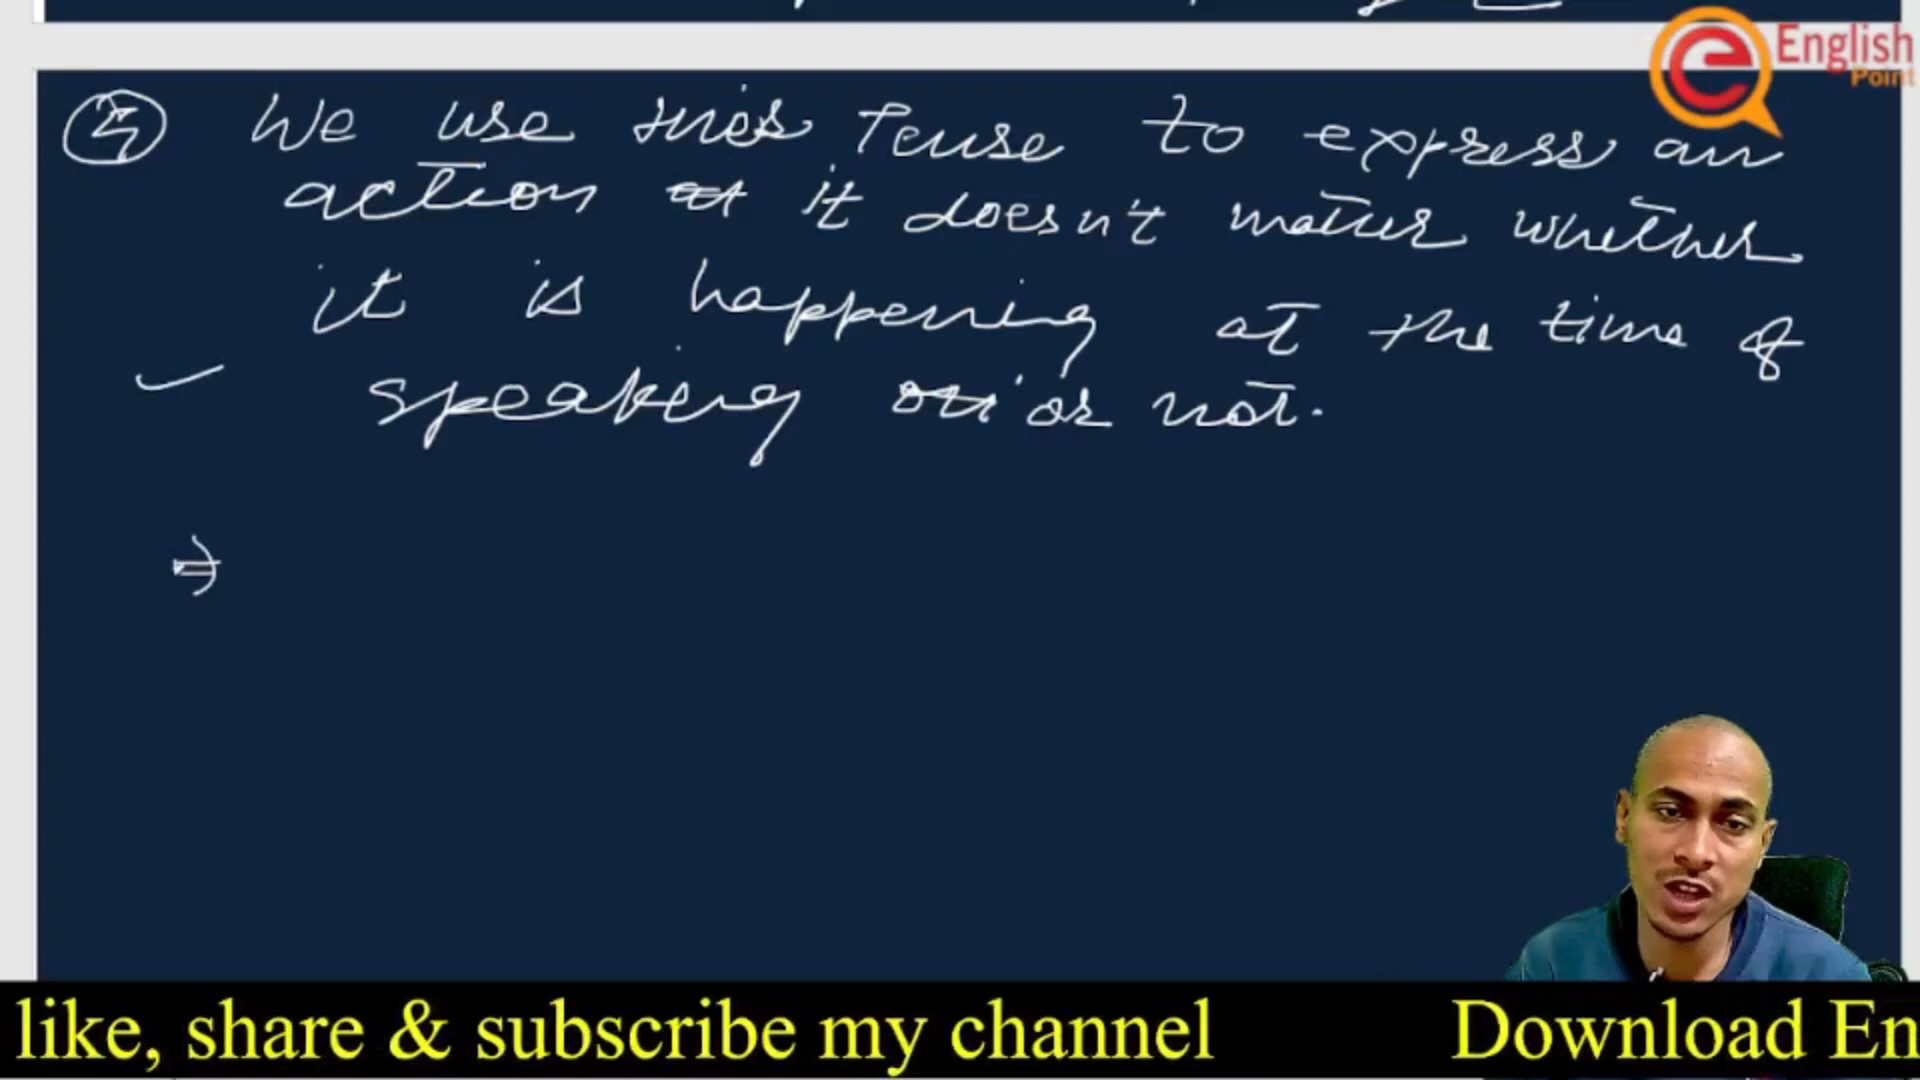 English
Point
We use this Tense to express an
action it doesn't matter whether
it is happening at the time of
speaking or not.
⇒
like, share & subscribe my channel Download En